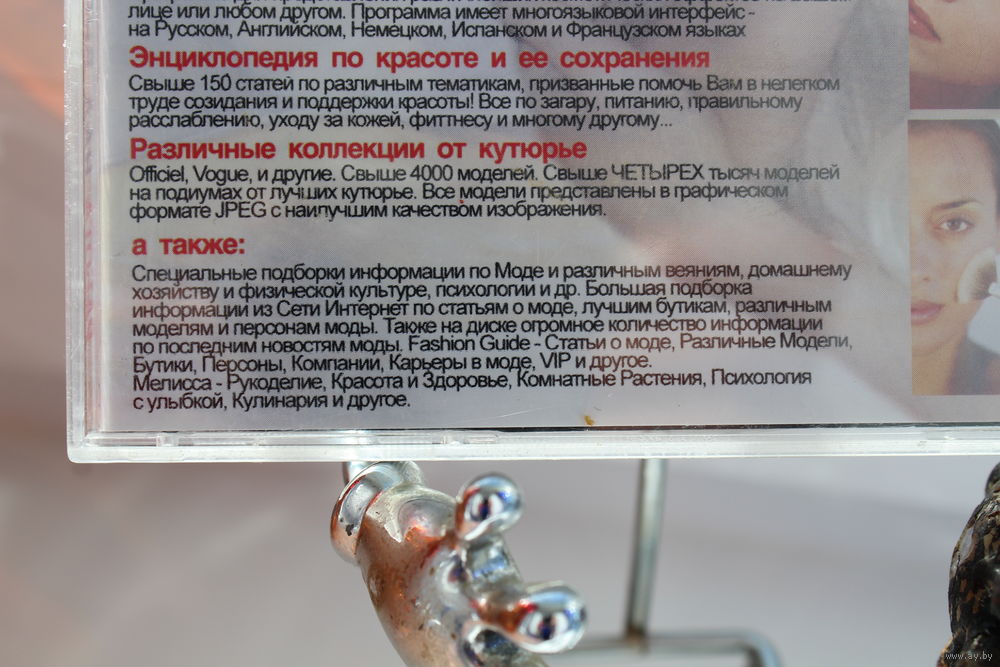 лице или любом другом. Программа имеет многоязыковой интерфейс -
на Русском, Английском, Немецком, Испанском и Французском языках
Энциклопедия по красоте и ее сохранения
Свыше 150 статей по различным тематикам, призванные помочь Вам в нелегком
труде созидания и поддержки красоты! Все по загару, питанию, правильному
расслаблению, уходу за кожей, фиттнесу и многому другому...
Различные коллекции от кутюрье
Officiel, Vogue, и другие. Свыше 4000 моделей. Свыше ЧЕТЫРЕХ тысяч моделей
на подиумах от лучших кутюрье. Все модели представлены в графическом
формате JPEG с наилучшим качеством изображения.
а также:
Специальные подборки информации по Моде и различным веяниям, домашнему
хозяйству и физической культуре, психологии и др. Большая подборка
информации из Сети Интернет по статьям о моде, лучшим бутикам, различным
моделям и персонам моды. Также на диске огромное количество информации
по последним новостям моды. Fashion Guide - Статьи о моде, Различные Модели,
Бутики, Персоны, Компании, Карьеры в моде, VIP и другое.
Мелисса - Рукоделие, Красота и Здоровье, Комнатные Растения, Психология
с улыбкой, Кулинария и другое.
www.ay.by